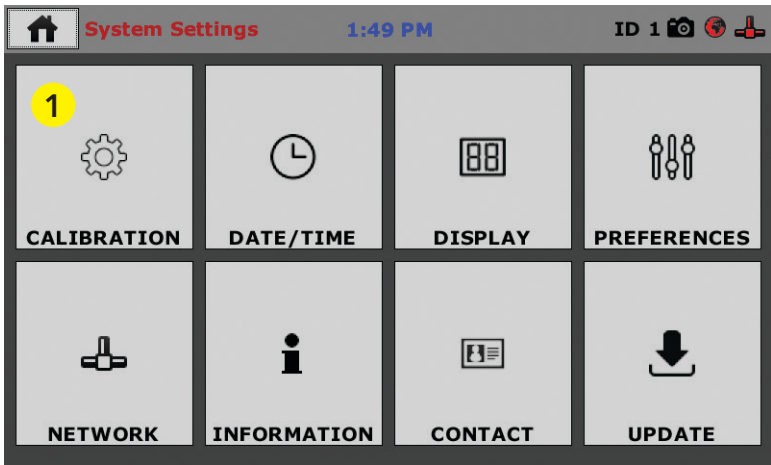 System Settings 1:49 PM ID 1
1
CALIBRATION DATE/TIME DISPLAY PREFERENCES
NETWORK INFORMATION CONTACT UPDATE